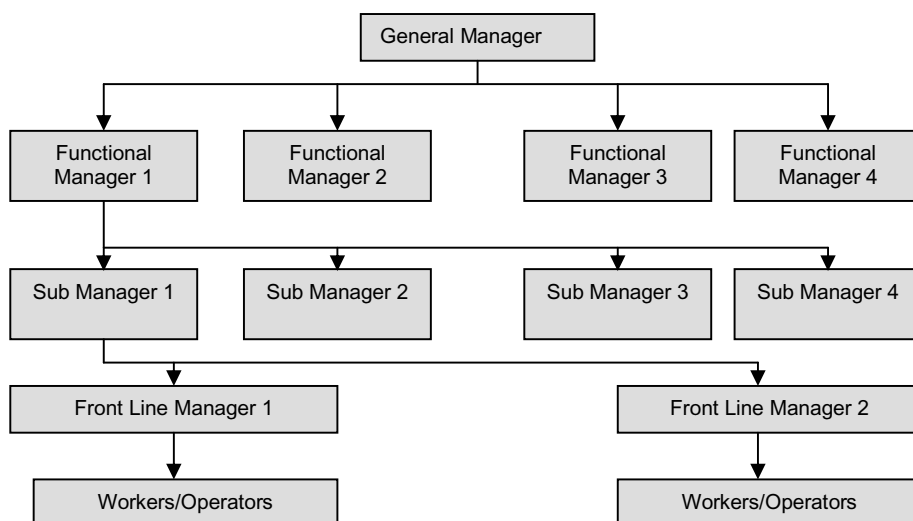 General Manager
Functional
Manager 1
Functional
Manager 2
Functional
Manager 3
Functional
Manager 4
Sub Manager 1
Sub Manager 2
Sub Manager 3
Sub Manager 4
Front Line Manager 1
Front Line Manager 2
Workers/Operators
Workers/Operators